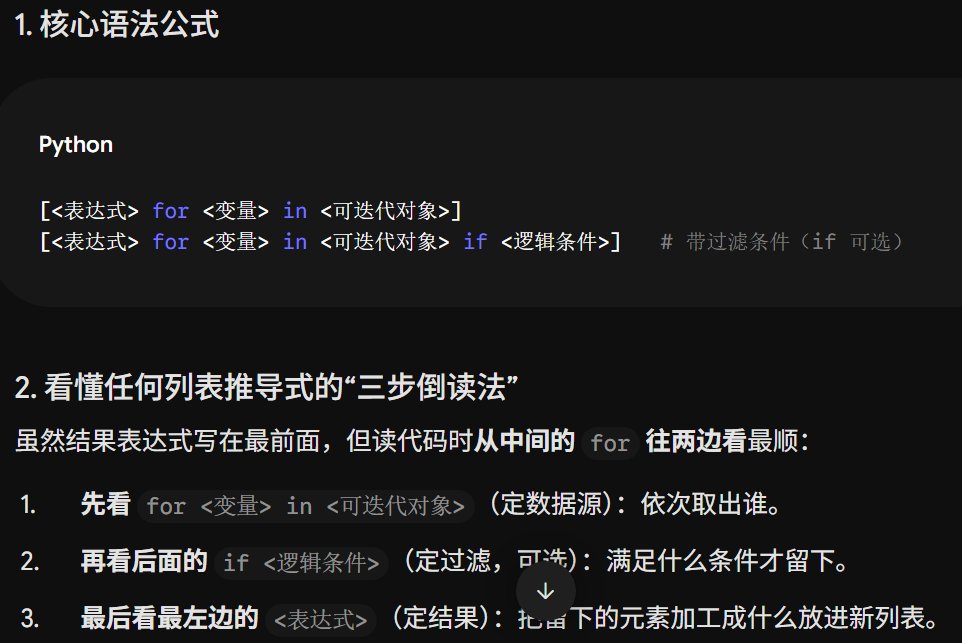 1. 核心语法公式
Python
[<表达式> for <变量> in <可迭代对象>]
[<表达式> for <变量> in <可迭代对象> if <逻辑条件>]   # 带过滤条件（if 可选）
2. 看懂任何列表推导式的“三步倒读法”
虽然结果表达式写在最前面，但读代码时从中间的 for 往两边看最顺：
1. 先看 for <变量> in <可迭代对象>（定数据源）：依次取出谁。
2. 再看后面的 if <逻辑条件>（定过滤，可选）：满足什么条件才留下。
3. 最后看最左边的 <表达式>（定结果）：把留下的元素加工成什么放进新列表。